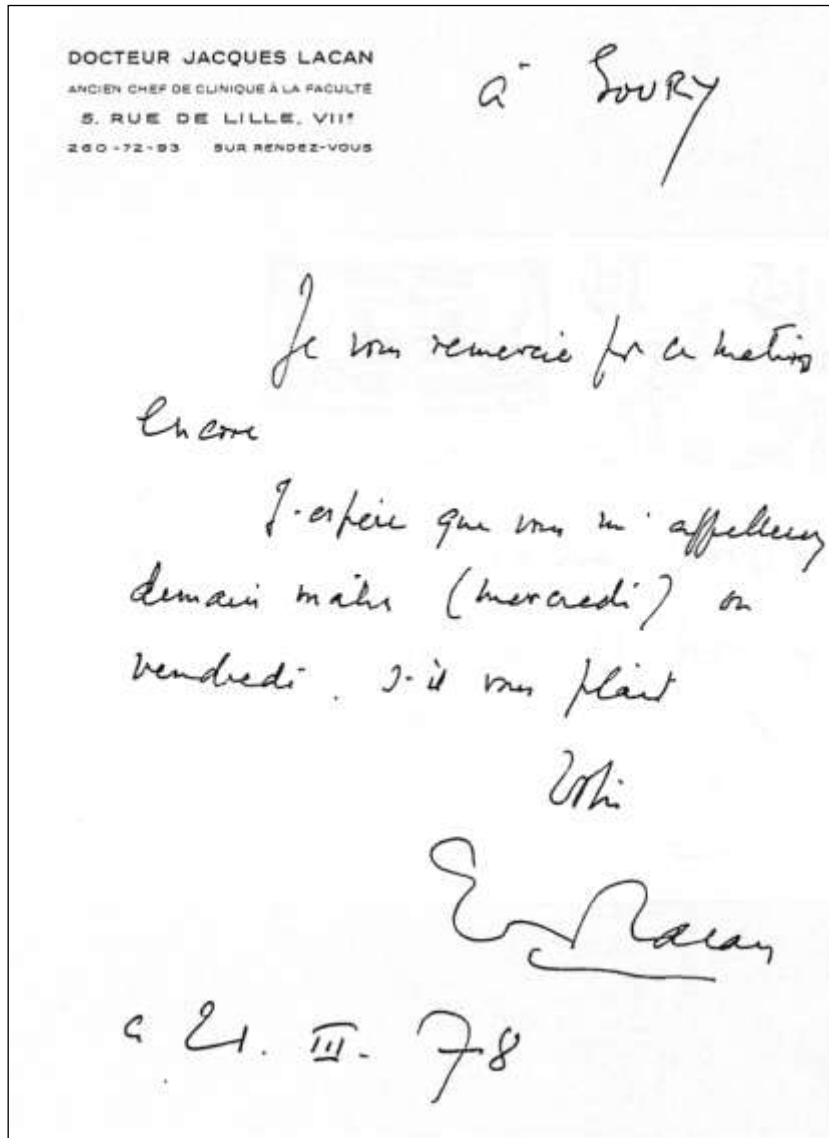 DOCTEUR JACQUES LACAN
ANCIEN CHEF DE CLINIQUE À LA FACULTÉ
5, RUE DE LILLE, VIIᵉ
260-72-93 SUR RENDEZ-VOUS
à SOURY
Je vous remercie pour ce matin
encore
J'espère que vous m'appellerez
demain matin (mercredi) ou
vendredi. s'il vous plait
Votre
Lacan
ce 21. III. 78